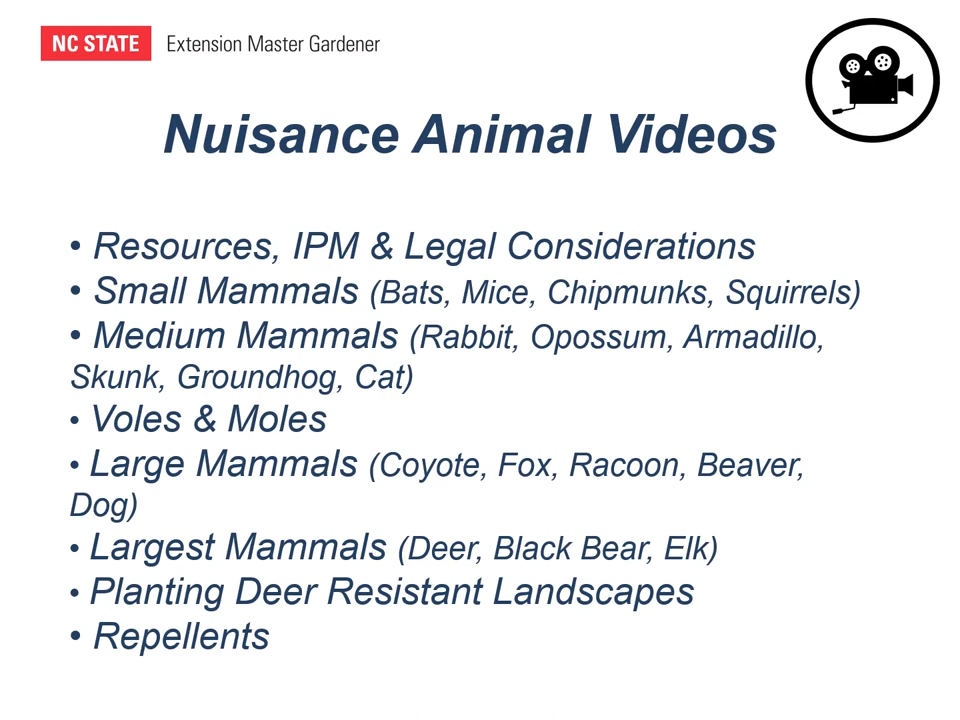 NC STATE Extension Master Gardener
Nuisance Animal Videos
• Resources, IPM & Legal Considerations
• Small Mammals (Bats, Mice, Chipmunks, Squirrels)
• Medium Mammals (Rabbit, Opossum, Armadillo,
Skunk, Groundhog, Cat)
• Voles & Moles
• Large Mammals (Coyote, Fox, Racoon, Beaver,
Dog)
• Largest Mammals (Deer, Black Bear, Elk)
• Planting Deer Resistant Landscapes
• Repellents